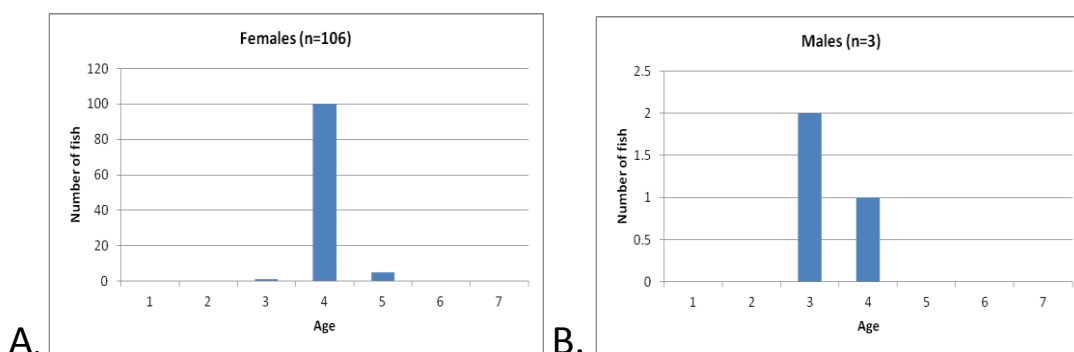 Females (n=106)
120
100
80
60
40
20
0
Number of fish
1 2 3 4 5 6 7
Age
A.
Males (n=3)
2.5
2
1.5
1
0.5
0
Number of fish
1 2 3 4 5 6 7
Age
B.